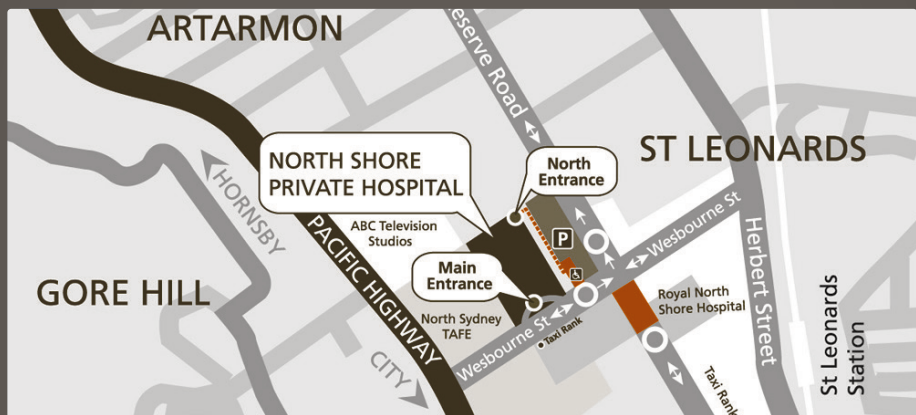 ARTARMON
eserve Road
NORTH SHORE
PRIVATE HOSPITAL
North
Entrance
ST LEONARDS
HORNSBY
PACIFIC HIGHWAY
ABC Television
Studios
P
Wesbourne St
Herbert Street
Main
Entrance
GORE HILL
North Sydney
TAFE
Wesbourne St
Taxi Rank
Royal North
Shore Hospital
CITY
Taxi Rank
St Leonards
Station